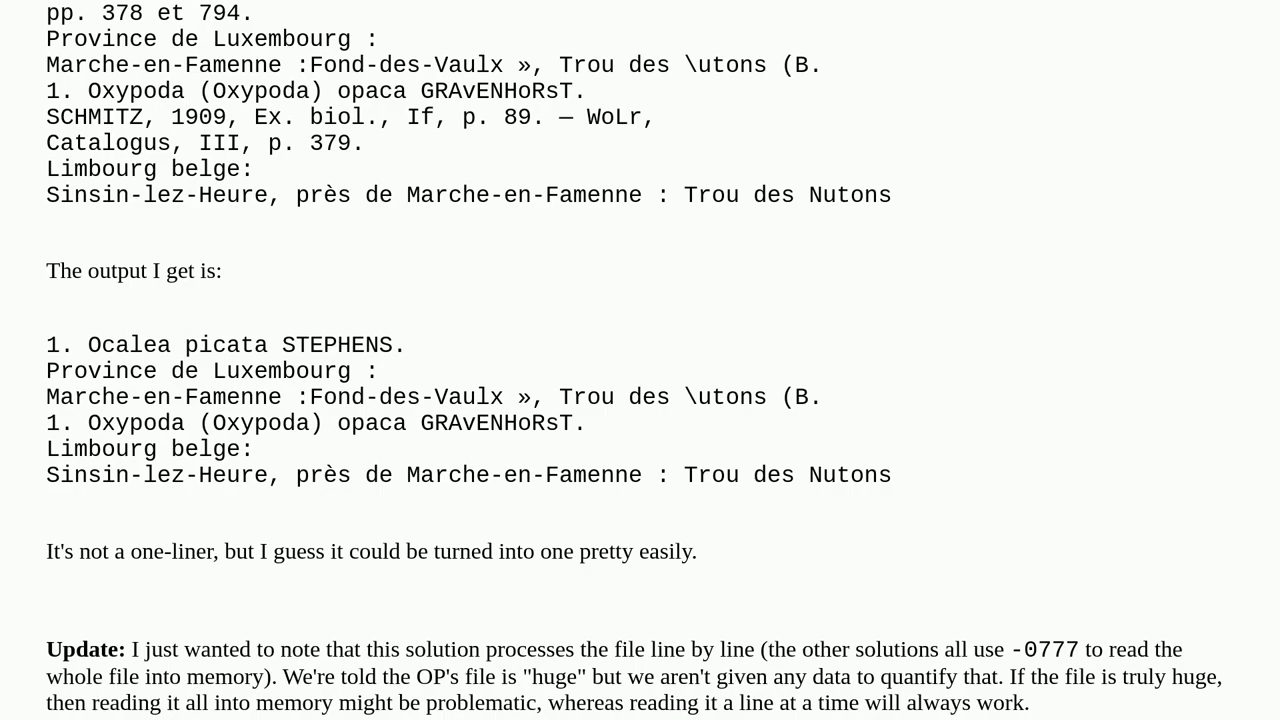 pp. 378 et 794.
Province de Luxembourg :
Marche-en-Famenne :Fond-des-Vaulx », Trou des \utons (B.
1. Oxypoda (Oxypoda) opaca GRAvENHoRsT.
SCHMITZ, 1909, Ex. biol., If, p. 89. — WoLr,
Catalogus, III, p. 379.
Limbourg belge:
Sinsin-lez-Heure, près de Marche-en-Famenne : Trou des Nutons
The output I get is:
1. Ocalea picata STEPHENS.
Province de Luxembourg :
Marche-en-Famenne :Fond-des-Vaulx », Trou des \utons (B.
1. Oxypoda (Oxypoda) opaca GRAvENHoRsT.
Limbourg belge:
Sinsin-lez-Heure, près de Marche-en-Famenne : Trou des Nutons
It's not a one-liner, but I guess it could be turned into one pretty easily.
Update: I just wanted to note that this solution processes the file line by line (the other solutions all use -0777 to read the
whole file into memory). We're told the OP's file is "huge" but we aren't given any data to quantify that. If the file is truly huge,
then reading it all into memory might be problematic, whereas reading it a line at a time will always work.